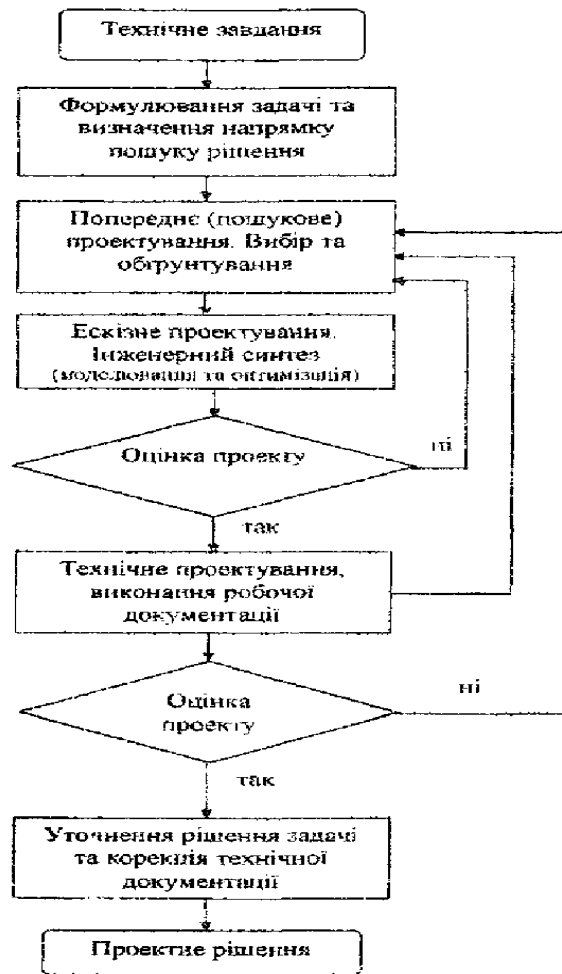 Технічне завдання
Формулювання задачі та
визначення напрямку
пошуку рішення
Попереднє (пошукове)
проектування. Вибір та
обґрунтування
Ескізне проектування.
Інженерний синтез
(моделювання та оптимізація)
Оцінка проекту
ні
так
Технічне проектування,
виконання робочої
документації
Оцінка
проекту
ні
так
Уточнення рішення задачі
та корекція технічної
документації
Проектне рішення